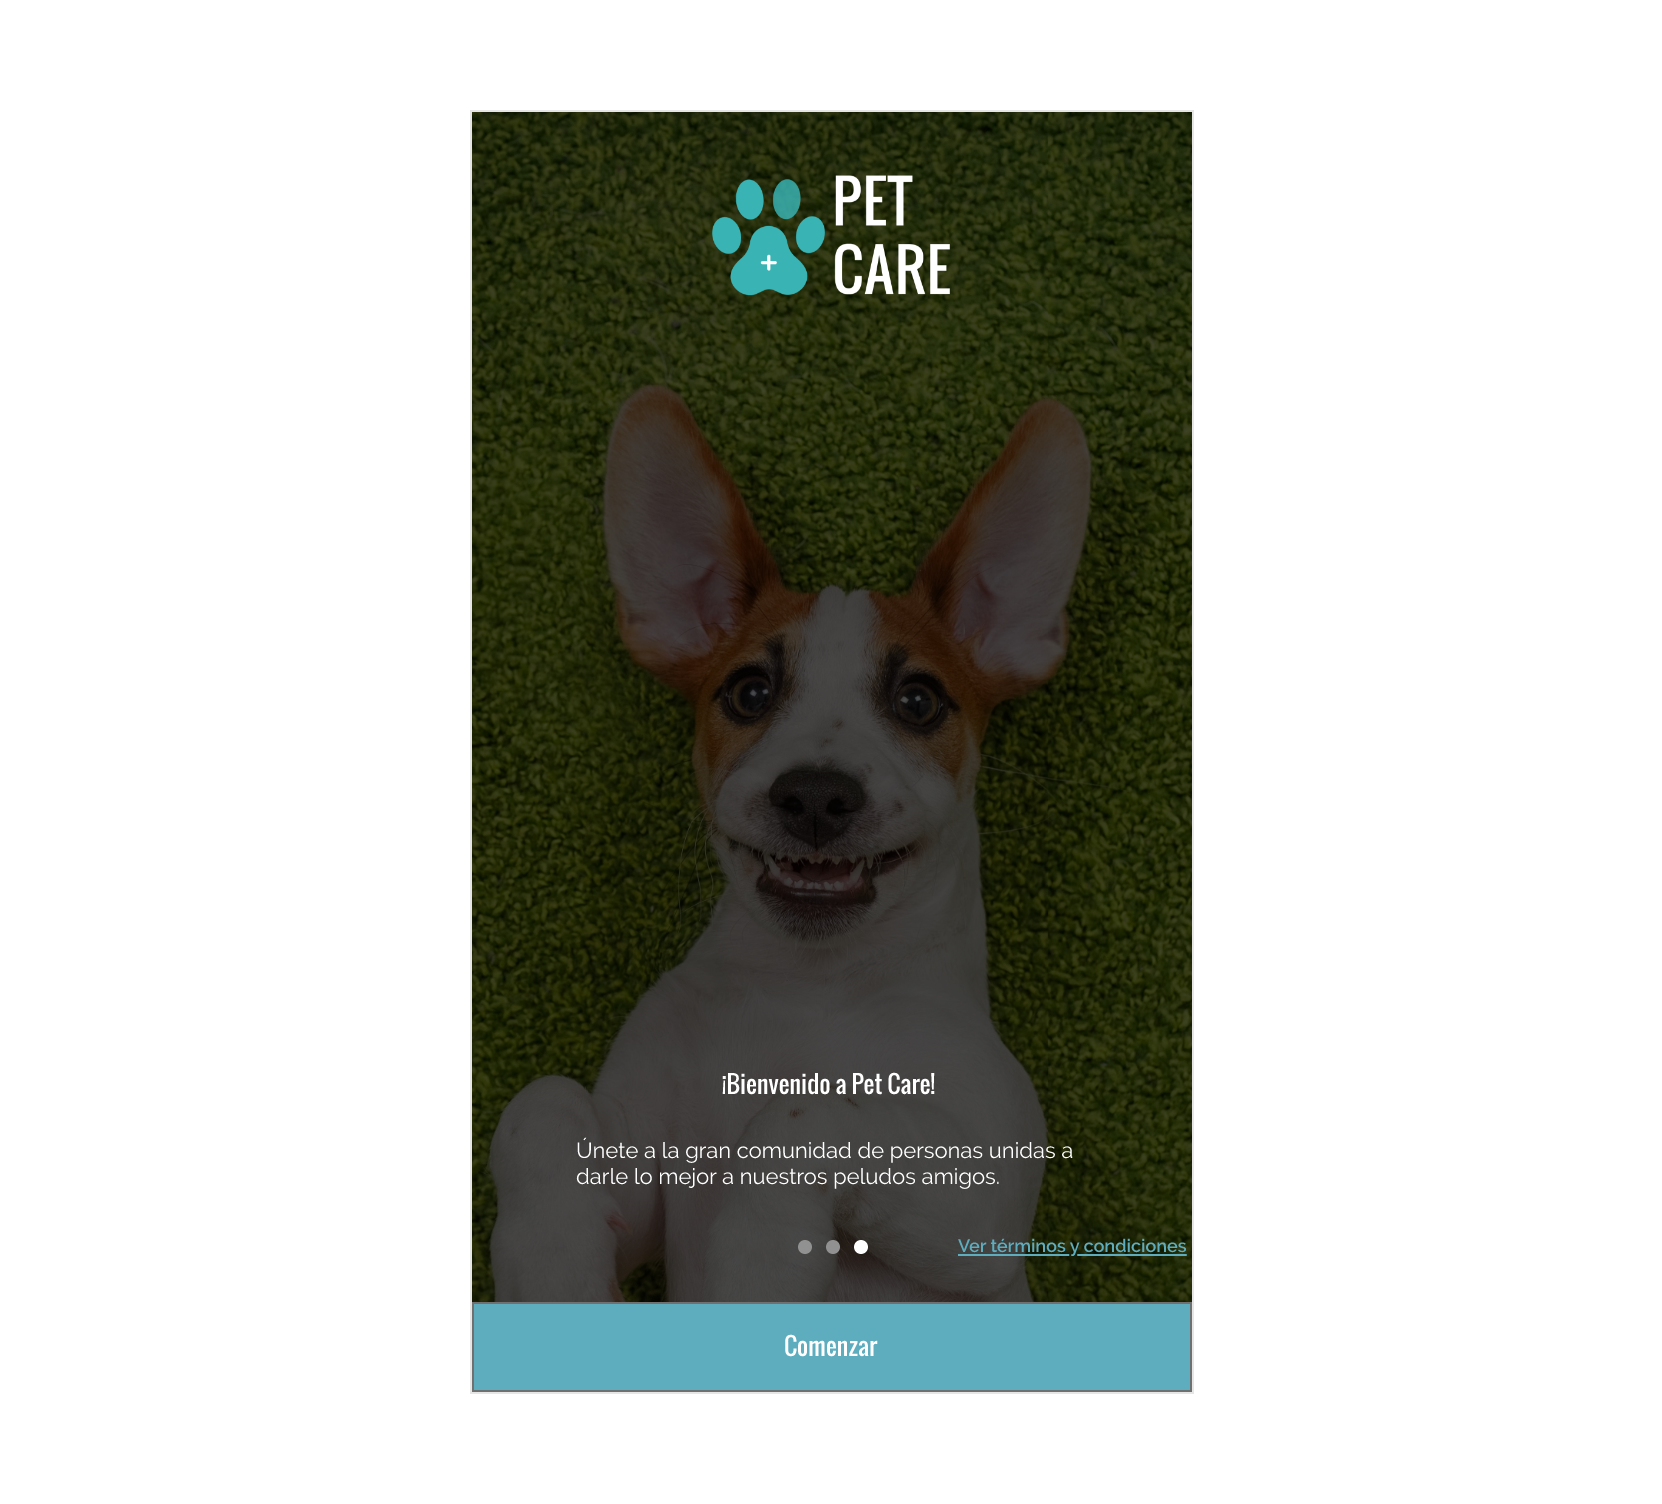 PET
CARE
¡Bienvenido a Pet Care!
Únete a la gran comunidad de personas unidas a
darle lo mejor a nuestros peludos amigos.
Ver términos y condiciones
Comenzar